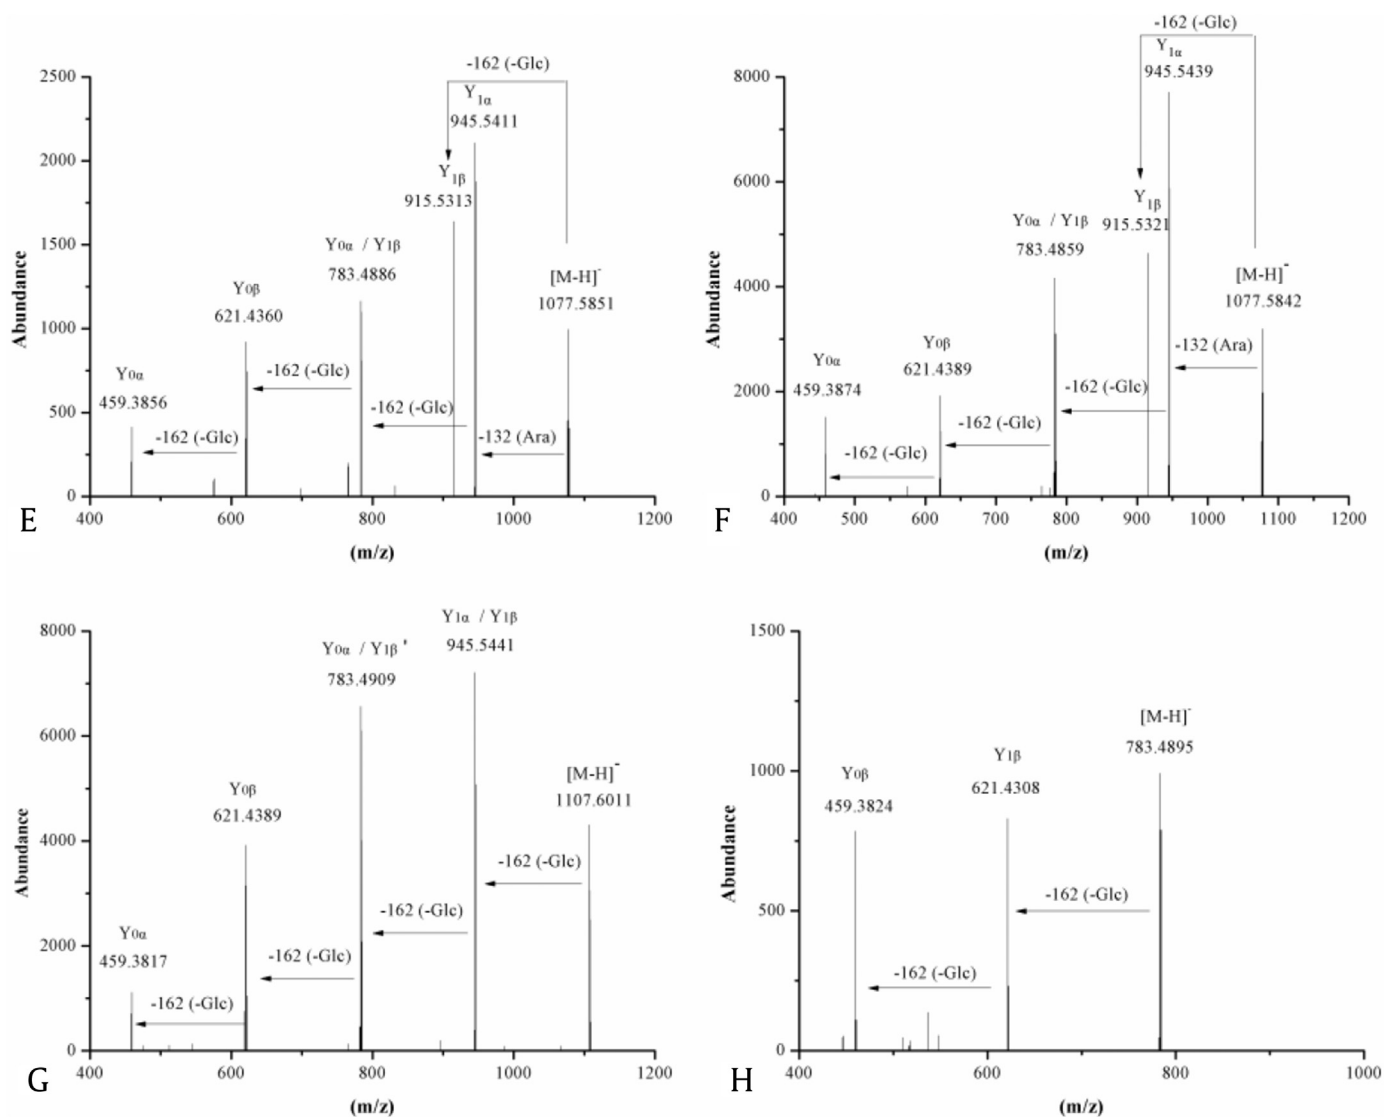 -162 (-Glc)
Y1α
945.5411
Y1β
915.5313
Y0α / Y1β
783.4886
Y0β
621.4360
[M-H]-
1077.5851
Y0α
459.3856
-162 (-Glc)
-162 (-Glc)
-162 (-Glc)
-132 (Ara)
2500
2000
1500
1000
500
0
Abundance
400
600
800
1000
1200
(m/z)
E
-162 (-Glc)
Y1α
945.5439
Y1β
915.5321
Y0α / Y1β
783.4859
[M-H]-
1077.5842
Y0β
621.4389
Y0α
459.3874
-132 (Ara)
-162 (-Glc)
-162 (-Glc)
-162 (-Glc)
8000
6000
4000
2000
0
Abundance
400
500
600
700
800
900
1000
1100
1200
(m/z)
F
Y1α / Y1β
945.5441
Y0α / Y1β'
783.4909
[M-H]-
1107.6011
Y0β
621.4389
Y0α
459.3817
-162 (-Glc)
-162 (-Glc)
-162 (-Glc)
-162 (-Glc)
8000
6000
4000
2000
0
Abundance
400
600
800
1000
1200
(m/z)
G
[M-H]-
783.4895
Y1β
621.4308
Y0β
459.3824
-162 (-Glc)
-162 (-Glc)
1500
1000
500
0
Abundance
400
600
800
1000
(m/z)
H